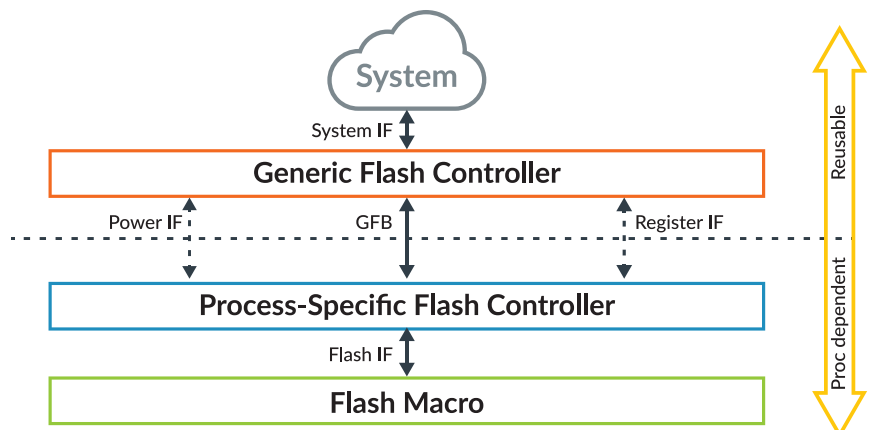 System
System IF
Generic Flash Controller
Power IF
GFB
Register IF
Reusable
Process-Specific Flash Controller
Proc dependent
Flash IF
Flash Macro